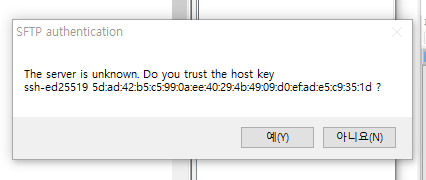 SFTP authentication
The server is unknown. Do you trust the host key
ssh-ed25519 5d:ad:42:b5:c5:99:0a:ee:40:29:4b:49:09:d0:ef:ad:e5:c9:35:1d ?
예(Y)
아니요(N)